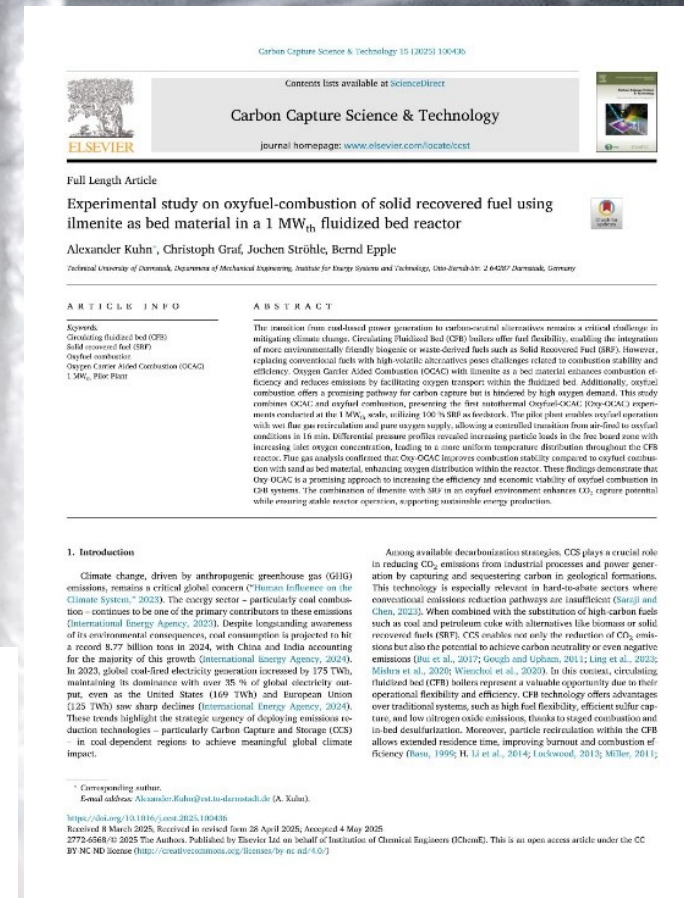 Carbon Capture Science & Technology 15 (2025) 100436
Contents lists available at ScienceDirect
Carbon Capture Science & Technology
journal homepage: www.elsevier.com/locate/ccst
ELSEVIER
Full Length Article
Experimental study on oxyfuel-combustion of solid recovered fuel using
ilmenite as bed material in a 1 MWth fluidized bed reactor
Check for
updates
Alexander Kuhn*, Christoph Graf, Jochen Ströhle, Bernd Epple
Technical University of Darmstadt, Department of Mechanical Engineering, Institute for Energy Systems and Technology, Otto-Berndt-Str. 2 64287 Darmstadt, Germany
ARTICLE INFO
Keywords:
Circulating fluidized bed (CFB)
Solid recovered fuel (SRF)
Oxyfuel combustion
Oxygen Carrier Aided Combustion (OCAC)
1 MWth Pilot Plant
ABSTRACT
The transition from coal-based power generation to carbon-neutral alternatives remains a critical challenge in
mitigating climate change. Circulating Fluidized Bed (CFB) boilers offer fuel flexibility, enabling the integration
of more environmentally friendly biogenic or waste-derived fuels such as Solid Recovered Fuel (SRF). However,
replacing conventional fuels with high-volatile alternatives poses challenges related to combustion stability and
efficiency. Oxygen Carrier Aided Combustion (OCAC) with ilmenite as a bed material enhances combustion ef-
ficiency and reduces emissions by facilitating oxygen transport within the fluidized bed. Additionally, oxyfuel
combustion offers a promising pathway for carbon capture but is hindered by high oxygen demand. This study
combines OCAC and oxyfuel combustion, presenting the first autothermal Oxyfuel-OCAC (Oxy-OCAC) experi-
ments conducted at the 1 MWth scale, utilizing 100 % SRF as feedstock. The pilot plant enables oxyfuel operation
with wet flue gas recirculation and pure oxygen supply, allowing a controlled transition from air-fired to oxyfuel
conditions in 16 min. Differential pressure profiles revealed increasing particle loads in the free board zone with
increasing inlet oxygen concentration, leading to a more uniform temperature distribution throughout the CFB
reactor. Flue gas analysis confirmed that Oxy-OCAC improves combustion stability compared to oxyfuel combus-
tion with sand as bed material, enhancing oxygen distribution within the reactor. These findings demonstrate that
Oxy-OCAC is a promising approach to increasing the efficiency and economic viability of oxyfuel combustion in
CFB systems. The combination of ilmenite with SRF in an oxyfuel environment enhances CO2 capture potential
while ensuring stable reactor operation, supporting sustainable energy production.
1. Introduction
Climate change, driven by anthropogenic greenhouse gas (GHG)
emissions, remains a critical global concern ("Human Influence on the
Climate System," 2023). The energy sector – particularly coal combus-
tion – continues to be one of the primary contributors to these emissions
(International Energy Agency, 2023). Despite longstanding awareness
of its environmental consequences, coal consumption is projected to hit
a record 8.77 billion tons in 2024, with China and India accounting
for the majority of this growth (International Energy Agency, 2024).
In 2023, global coal-fired electricity generation increased by 175 TWh,
maintaining its dominance with over 35 % of global electricity out-
put, even as the United States (169 TWh) and European Union
(125 TWh) saw sharp declines (International Energy Agency, 2024).
These trends highlight the strategic urgency of deploying emissions re-
duction technologies – particularly Carbon Capture and Storage (CCS)
– in coal-dependent regions to achieve meaningful global climate
impact.
Among available decarbonization strategies, CCS plays a crucial role
in reducing CO2 emissions from industrial processes and power gener-
ation by capturing and sequestering carbon in geological formations.
This technology is especially relevant in hard-to-abate sectors where
conventional emissions reduction pathways are insufficient (Saraji and
Chen, 2023). When combined with the substitution of high-carbon fuels
such as coal and petroleum coke with alternatives like biomass or solid
recovered fuels (SRF), CCS enables not only the reduction of CO2 emis-
sions but also the potential to achieve carbon neutrality or even negative
emissions (Bui et al., 2017; Gough and Upham, 2011; Ling et al., 2023;
Mishra et al., 2020; Wienchol et al., 2020). In this context, circulating
fluidized bed (CFB) boilers represent a valuable opportunity due to their
operational flexibility and efficiency. CFB technology offers advantages
over traditional systems, such as high fuel flexibility, efficient sulfur cap-
ture, and low nitrogen oxide emissions, thanks to staged combustion and
in-bed desulfurization. Moreover, particle recirculation within the CFB
allows extended residence time, improving burnout and combustion ef-
ficiency (Basu, 1999; H. Li et al., 2014; Lockwood, 2013; Miller, 2011;
* Corresponding author.
E-mail address: Alexander.Kuhn@est.tu-darmstadt.de (A. Kuhn).
https://doi.org/10.1016/j.ccst.2025.100436
Received 8 March 2025; Received in revised form 28 April 2025; Accepted 4 May 2025
2772-6568/© 2025 The Authors. Published by Elsevier Ltd on behalf of Institution of Chemical Engineers (IChemE). This is an open access article under the CC
BY-NC-ND license (http://creativecommons.org/licenses/by-nc-nd/4.0/)